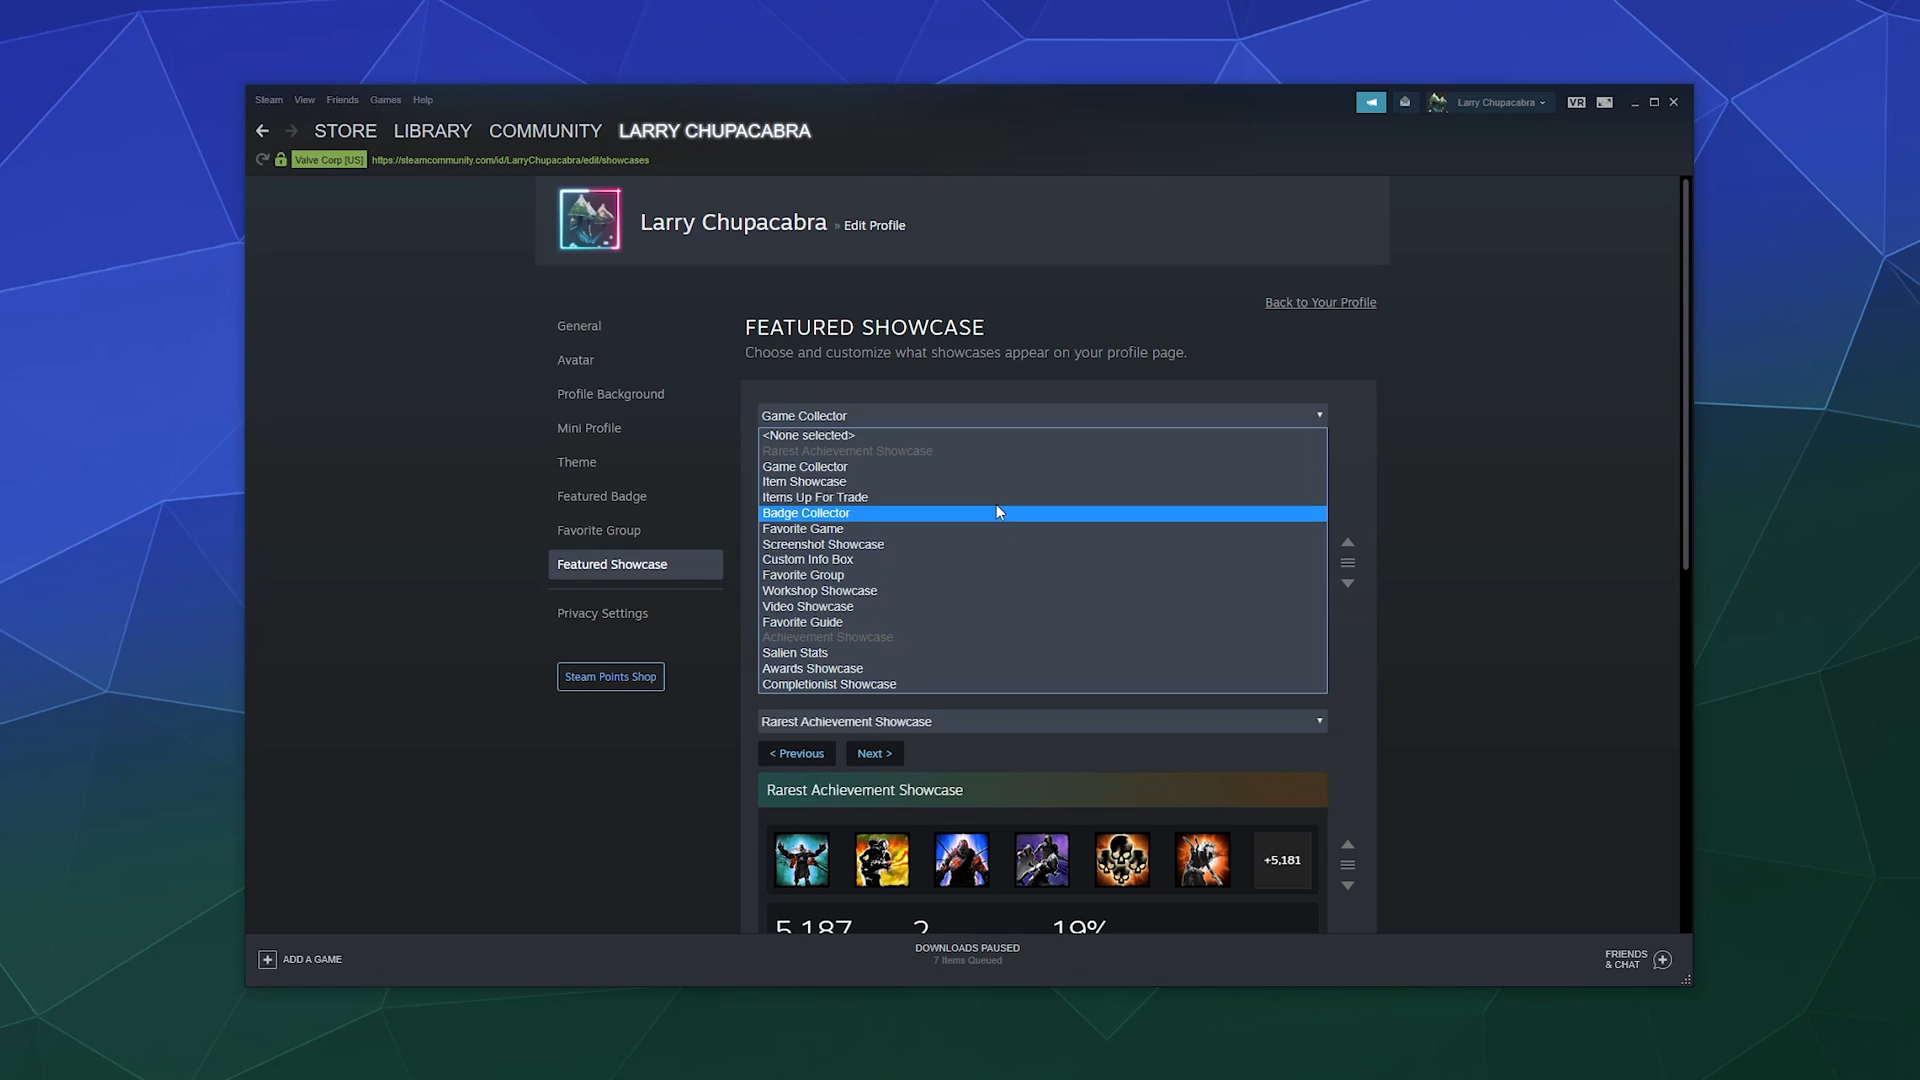 Steam View Friends Games Help
Larry Chupacabra
VR
STORE LIBRARY COMMUNITY LARRY CHUPACABRA
Valve Corp [US] https://steamcommunity.com/id/LarryChupacabra/edit/showcases
Larry Chupacabra » Edit Profile
Back to Your Profile
General
Avatar
Profile Background
Mini Profile
Theme
Featured Badge
Favorite Group
Featured Showcase
Privacy Settings
Steam Points Shop
FEATURED SHOWCASE
Choose and customize what showcases appear on your profile page.
Game Collector
<None selected>
Rarest Achievement Showcase
Game Collector
Item Showcase
Items Up For Trade
Badge Collector
Favorite Game
Screenshot Showcase
Custom Info Box
Favorite Group
Workshop Showcase
Video Showcase
Favorite Guide
Achievement Showcase
Salien Stats
Awards Showcase
Completionist Showcase
Rarest Achievement Showcase
< Previous Next >
Rarest Achievement Showcase
+5,181
5,187 2 19%
ADD A GAME
DOWNLOADS PAUSED
7 Items Queued
FRIENDS
& CHAT